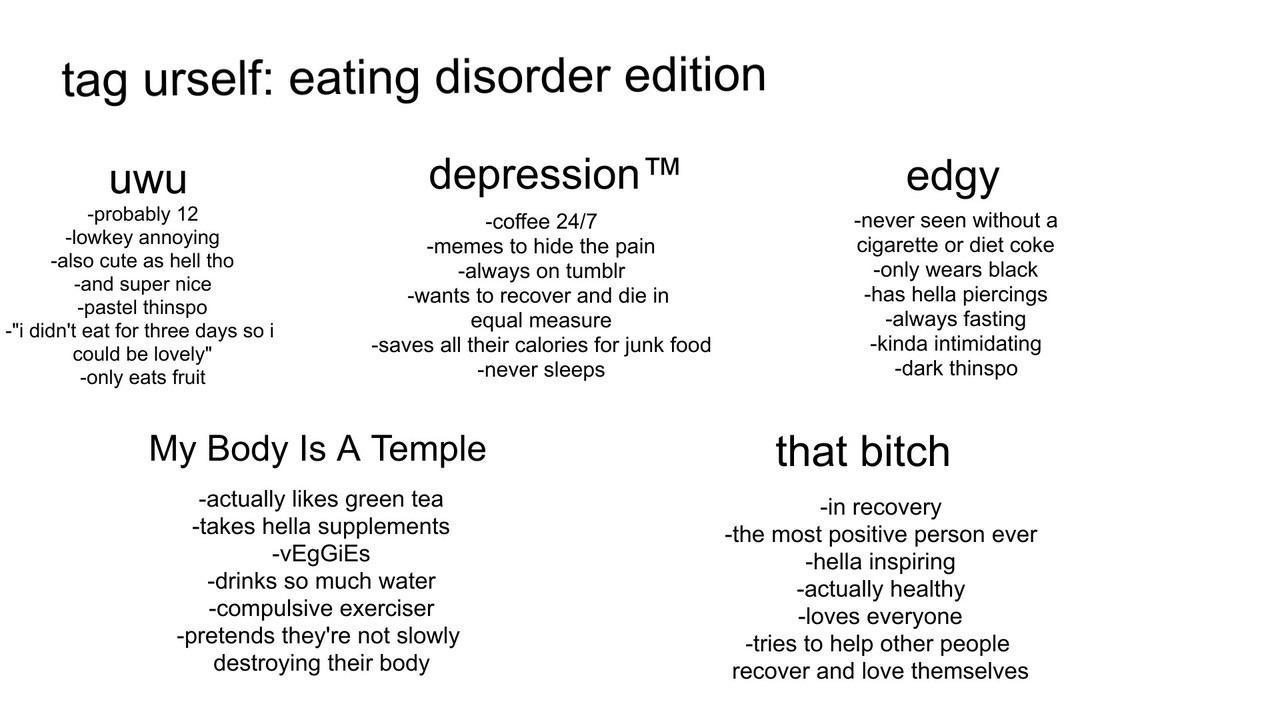 tag urself: eating disorder edition
uwu
-probably 12
-lowkey annoying
-also cute as hell tho
-and super nice
-pastel thinspo
-"i didn't eat for three days so i
could be lovely"
-only eats fruit
depression™
-coffee 24/7
-memes to hide the pain
-always on tumblr
-wants to recover and die in
equal measure
-saves all their calories for junk food
-never sleeps
edgy
-never seen without a
cigarette or diet coke
-only wears black
-has hella piercings
-always fasting
-kinda intimidating
-dark thinspo
My Body Is A Temple
-actually likes green tea
-takes hella supplements
-vEgGiEs
-drinks so much water
-compulsive exerciser
-pretends they're not slowly
destroying their body
that bitch
-in recovery
-the most positive person ever
-hella inspiring
-actually healthy
-loves everyone
-tries to help other people
recover and love themselves